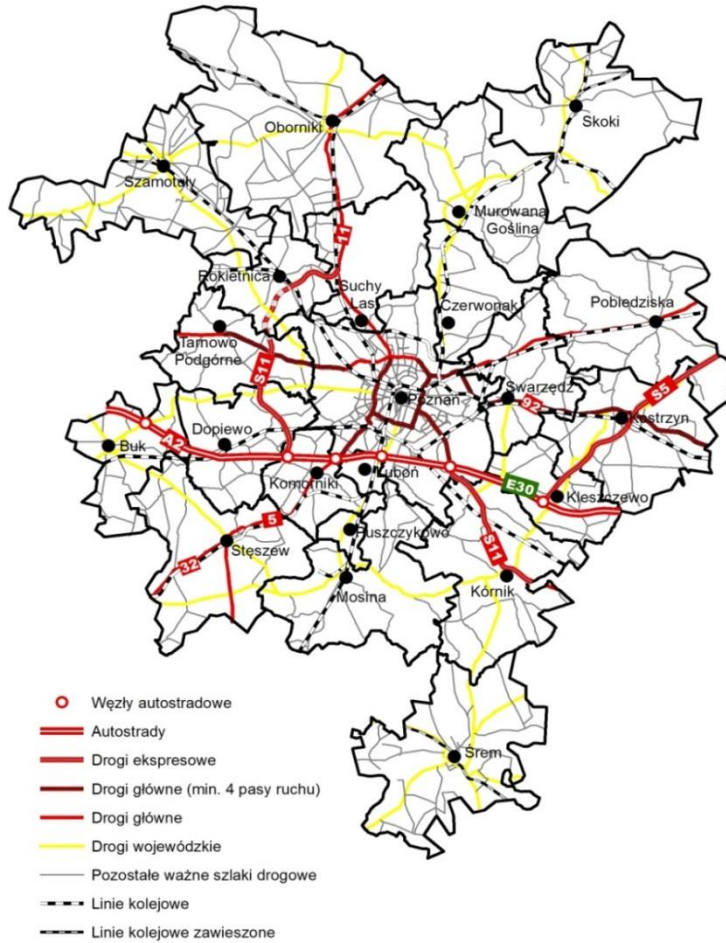 Oborniki
Skoki
Szamotuły
Murowana
Goślina
11
Rokietnica
Suchy
Las
Czerwonak
Pobiedziska
Tarnowo
Podgórne
S11
Poznań
Swarzędz
92
S5
Kostrzyn
A2
Buk
Dopiewo
Komorniki
Luboń
E30
Kleszczewo
5
32
Stęszew
Puszczykowo
S11
Mosina
Kórnik
Śrem
Węzły autostradowe
Autostrady
Drogi ekspresowe
Drogi główne (min. 4 pasy ruchu)
Drogi główne
Drogi wojewódzkie
Pozostałe ważne szlaki drogowe
Linie kolejowe
Linie kolejowe zawieszone